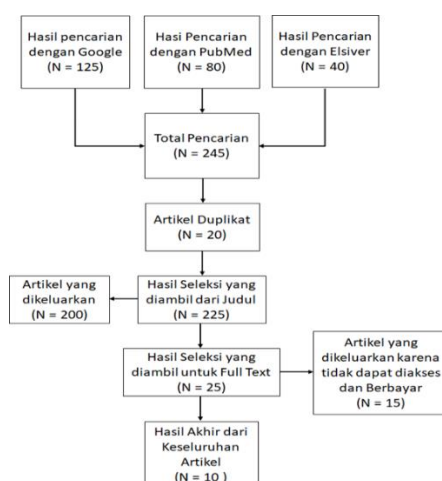 Hasil pencarian
dengan Google
(N = 125)
Hasi Pencarian
dengan PubMed
(N = 80)
Hasil Pencarian
dengan Elsiver
(N = 40)
Total Pencarian
(N = 245)
Artikel Duplikat
(N = 20)
Artikel yang
dikeluarkan
(N = 200)
Hasil Seleksi yang
diambil dari Judul
(N = 225)
Hasil Seleksi yang
diambil untuk Full Text
(N = 25)
Artikel yang
dikeluarkan karena
tidak dapat diakses
dan Berbayar
(N = 15)
Hasil Akhir dari
Keseluruhan
Artikel
(N = 10 )